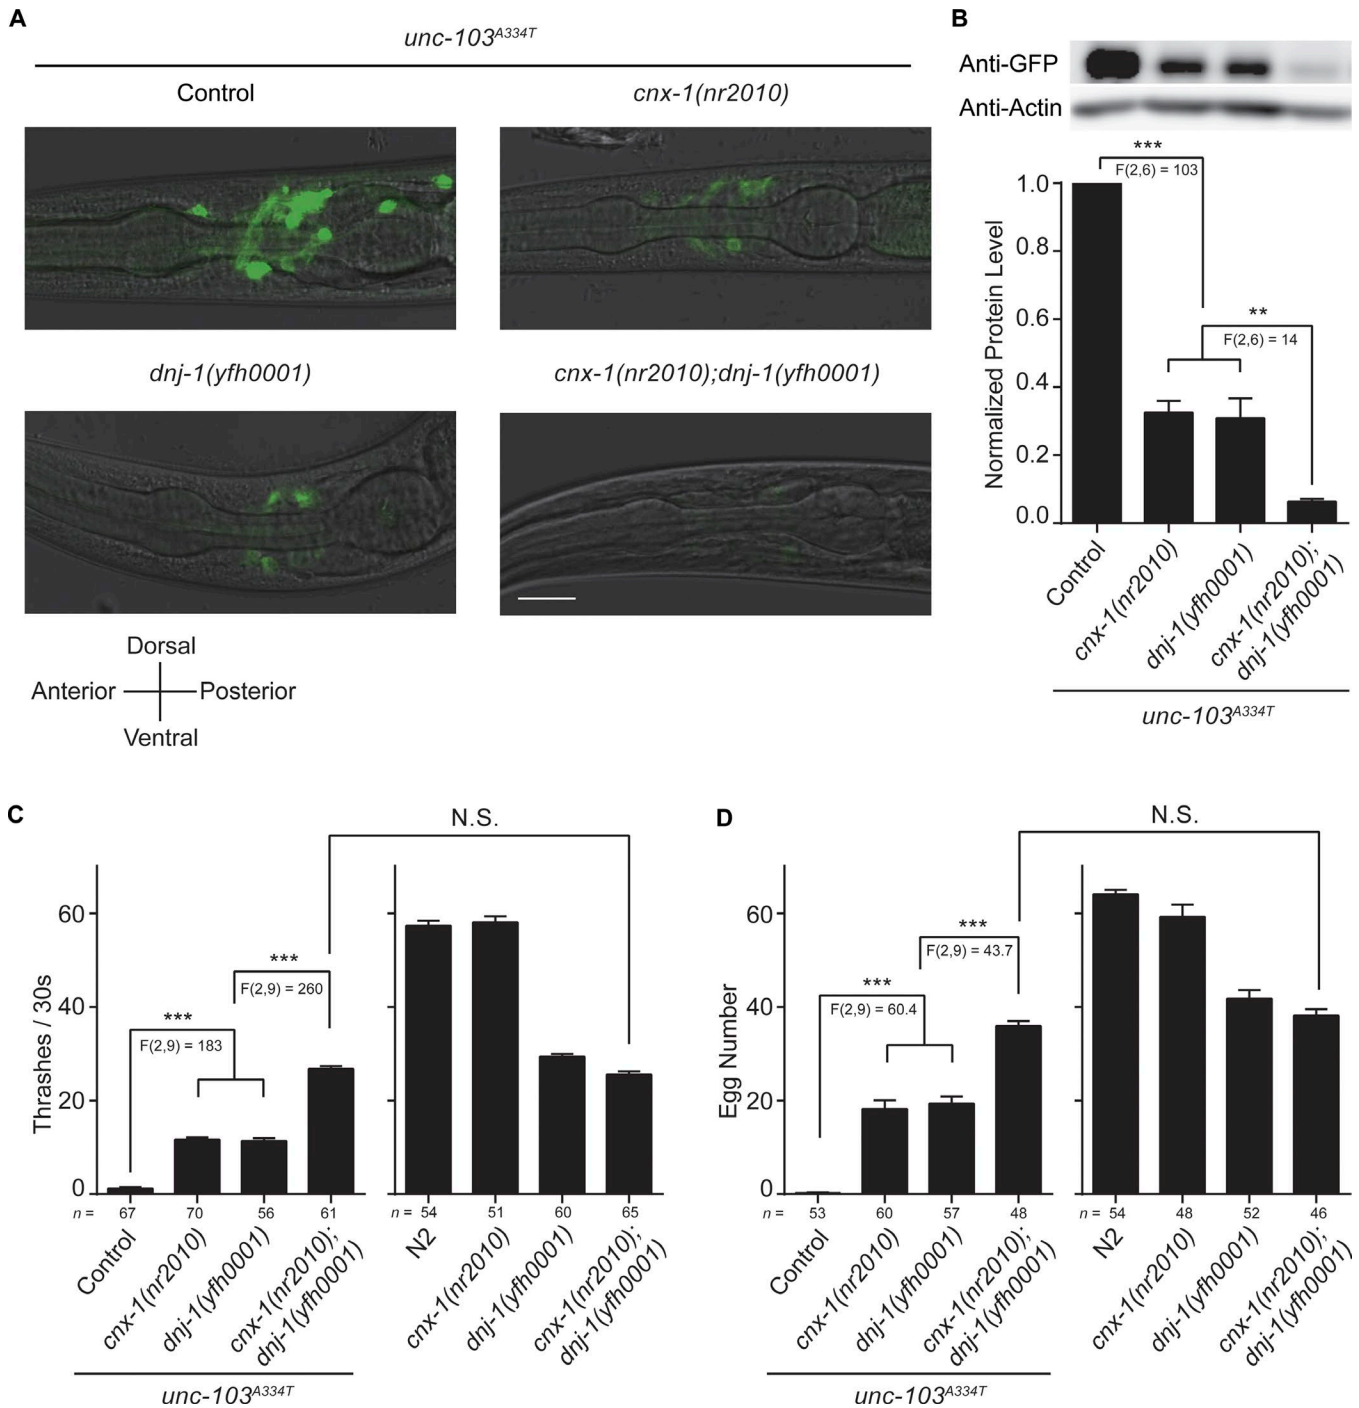 A
unc-103A334T
Control
cnx-1(nr2010)
dnj-1(yfh0001)
cnx-1(nr2010);dnj-1(yfh0001)
Dorsal
Anterior
Posterior
Ventral
B
Anti-GFP
Anti-Actin
***
F(2,6) = 103
**
F(2,6) = 14
Normalized Protein Level
1.0
0.8
0.6
0.4
0.2
0.0
Control
cnx-1(nr2010)
dnj-1(yfh0001)
cnx-1(nr2010);
dnj-1(yfh0001)
unc-103A334T
C
N.S.
Thrashes / 30s
60
40
20
0
***
F(2,9) = 183
***
F(2,9) = 260
n = 67 70 56 61
n = 54 51 60 65
Control
cnx-1(nr2010)
dnj-1(yfh0001)
cnx-1(nr2010);
dnj-1(yfh0001)
N2
cnx-1(nr2010)
dnj-1(yfh0001)
cnx-1(nr2010);
dnj-1(yfh0001)
unc-103A334T
D
N.S.
Egg Number
60
40
20
0
***
F(2,9) = 60.4
***
F(2,9) = 43.7
n = 53 60 57 48
n = 54 48 52 46
Control
cnx-1(nr2010)
dnj-1(yfh0001)
cnx-1(nr2010);
dnj-1(yfh0001)
N2
cnx-1(nr2010)
dnj-1(yfh0001)
cnx-1(nr2010);
dnj-1(yfh0001)
unc-103A334T